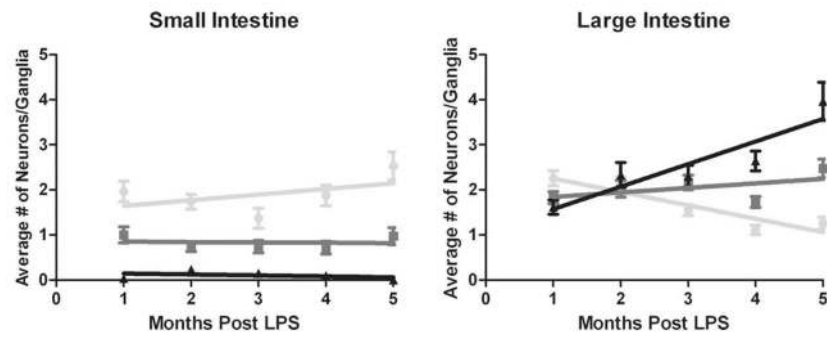 Small Intestine
Average # of Neurons/Ganglia
5
4
3
2
1
0
0 1 2 3 4 5
Months Post LPS
Large Intestine
Average # of Neurons/Ganglia
5
4
3
2
1
0
0 1 2 3 4 5
Months Post LPS